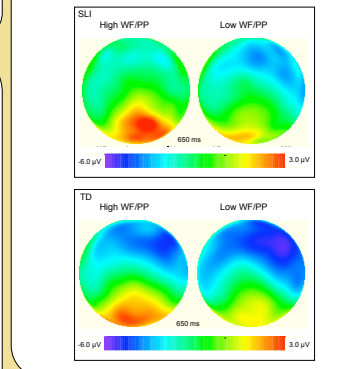 SLI
High WF/PP Low WF/PP
650 ms
-6.0 µV 3.0 µV
TD
High WF/PP Low WF/PP
650 ms
-6.0 µV 3.0 µV